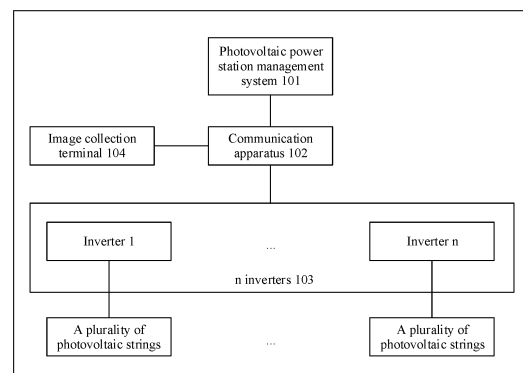 Photovoltaic power
station management
system 101
Image collection
terminal 104
Communication
apparatus 102
Inverter 1
...
Inverter n
n inverters 103
A plurality of
photovoltaic strings
...
A plurality of
photovoltaic strings